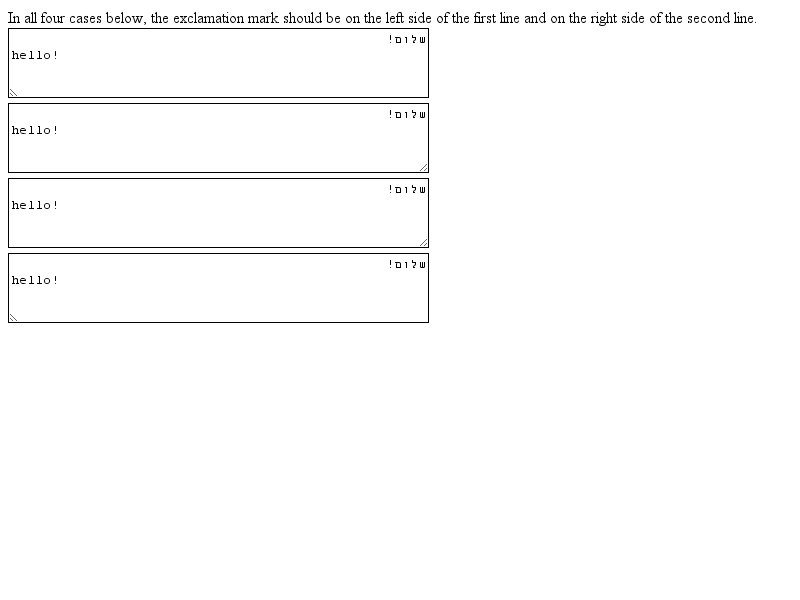 In all four cases below, the exclamation mark should be on the left side of the first line and on the right side of the second line.
שלום!
hello!
שלום!
hello!
שלום!
hello!
שלום!
hello!